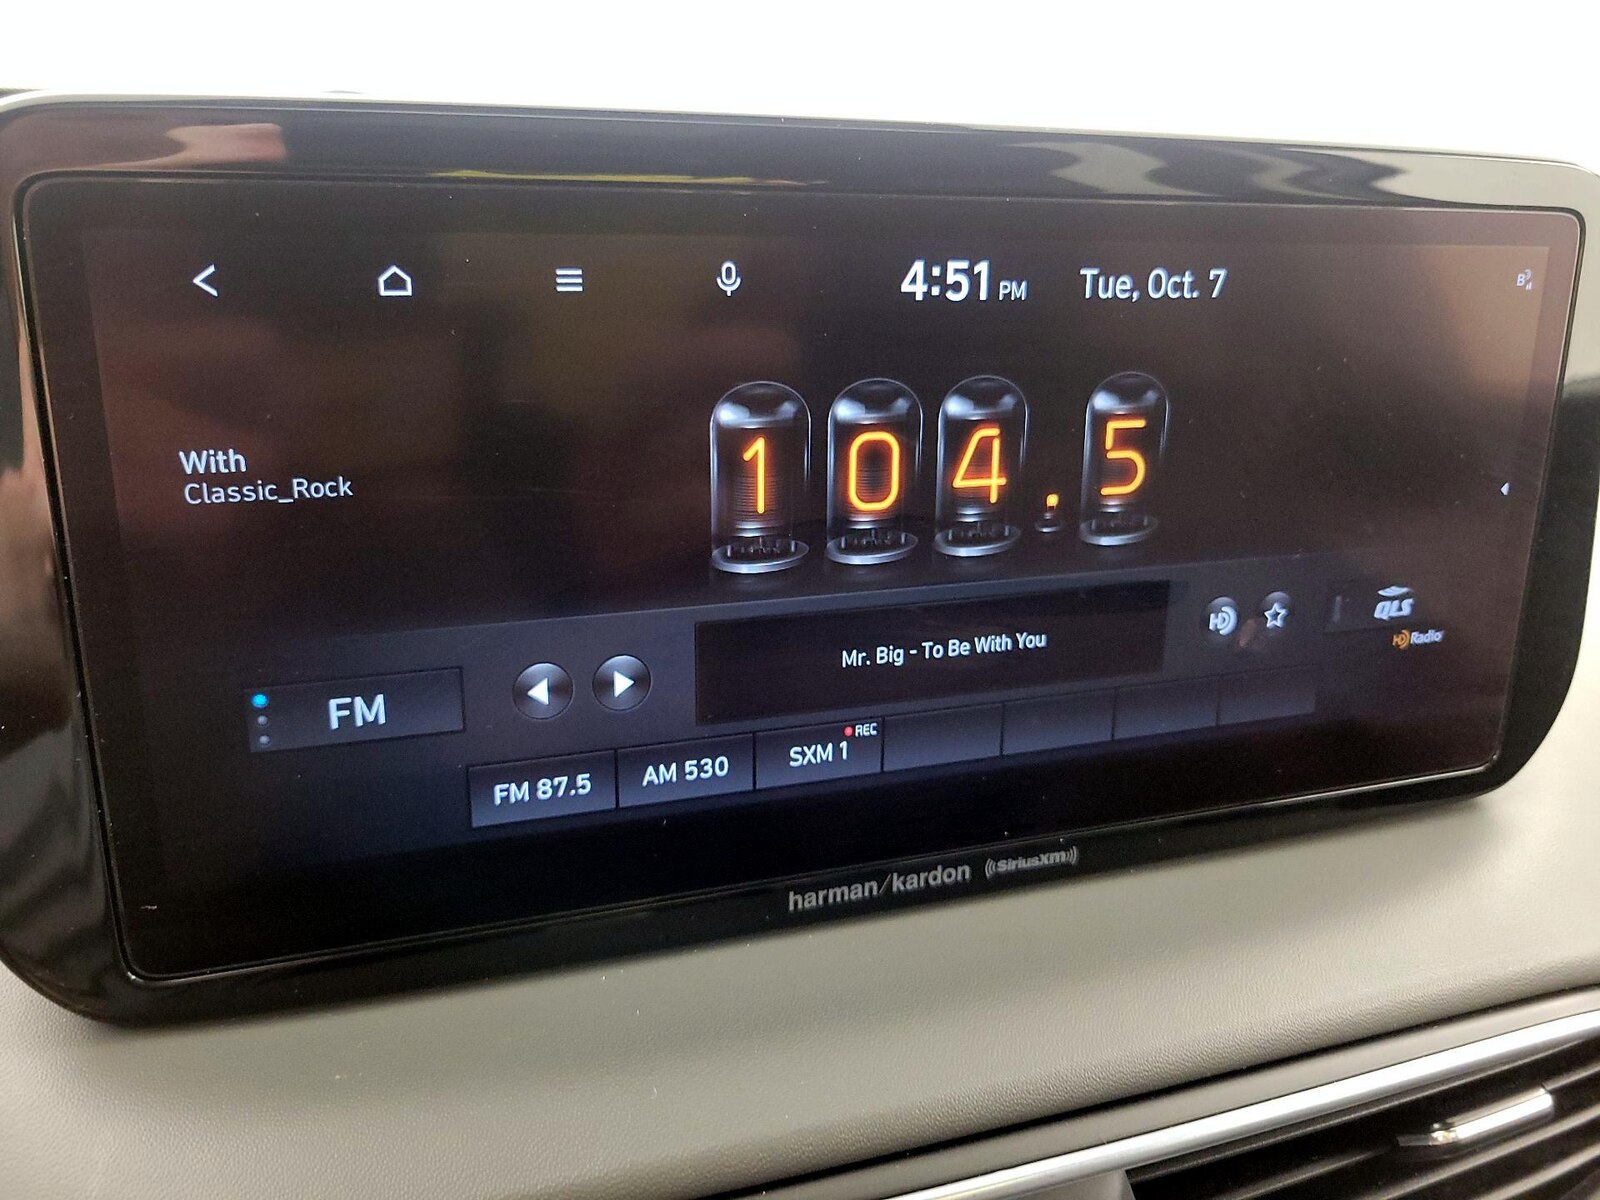 4:51 PM Tue, Oct. 7
With
Classic_Rock
104.5
Mr. Big - To Be With You
QLS
HD Radio
FM
FM 87.5
AM 530
SXM 1
REC
harman/kardon ((SiriusXM))